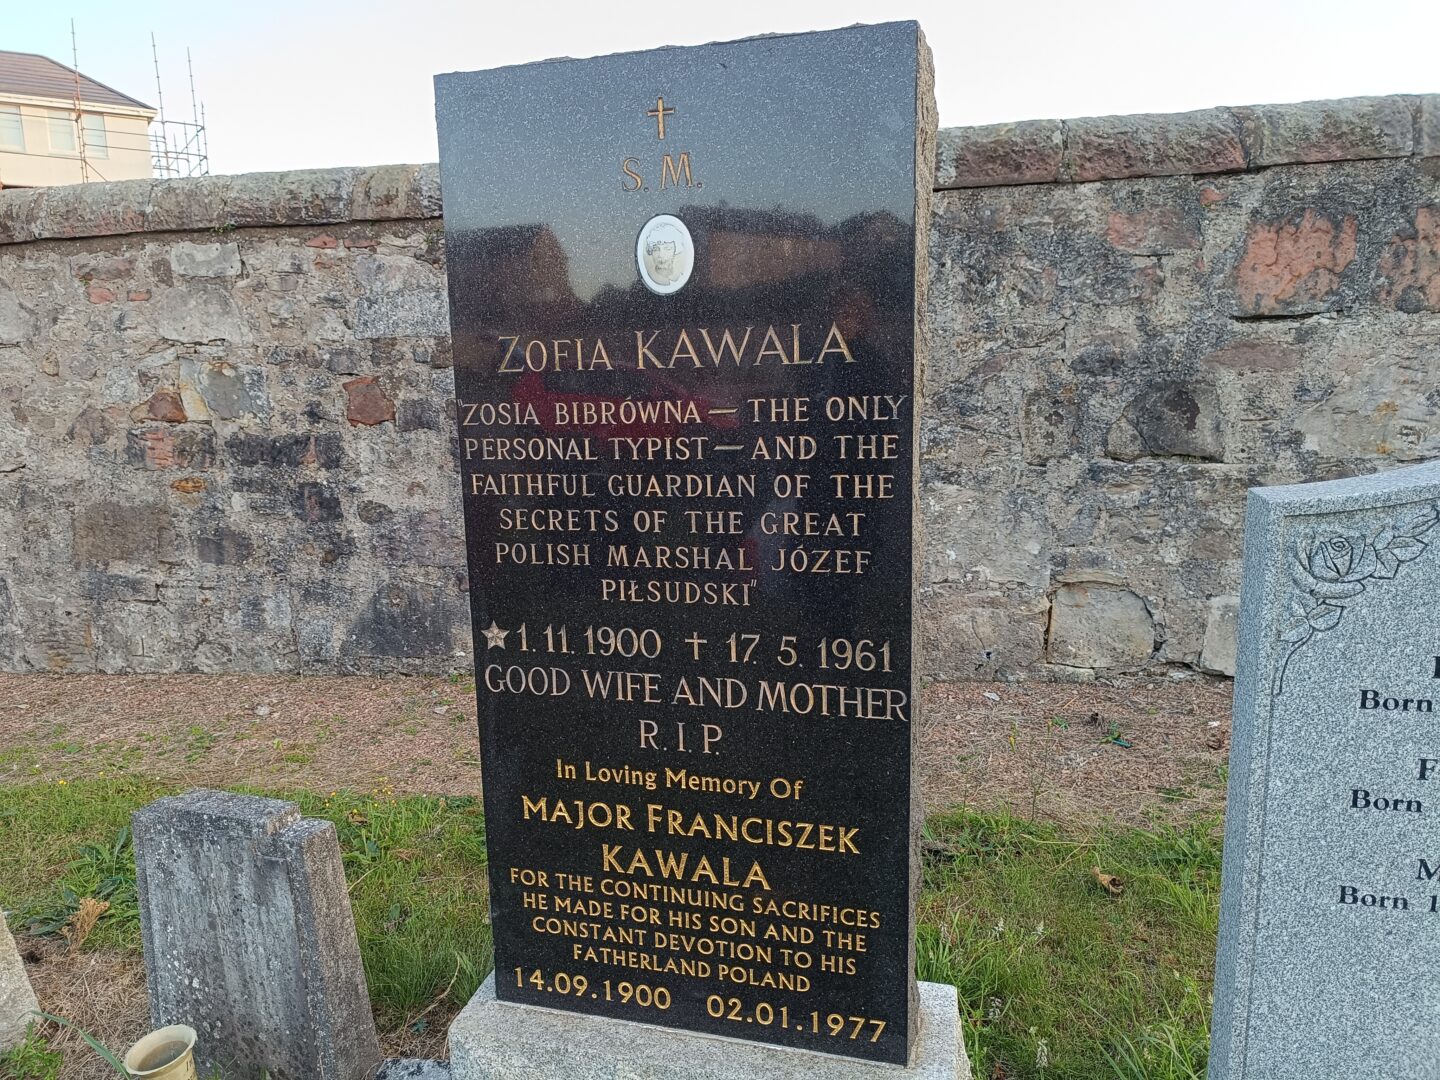 S. M.
ZOFIA KAWALA
"ZOSIA BIBRÓWNA — THE ONLY
PERSONAL TYPIST — AND THE
FAITHFUL GUARDIAN OF THE
SECRETS OF THE GREAT
POLISH MARSHAL JÓZEF
PIŁSUDSKI"
1. 11. 1900 † 17. 5. 1961
GOOD WIFE AND MOTHER
R. I. P.
In Loving Memory Of
MAJOR FRANCISZEK
KAWALA
FOR THE CONTINUING SACRIFICES
HE MADE FOR HIS SON AND THE
CONSTANT DEVOTION TO HIS
FATHERLAND POLAND
14.09.1900 02.01.1977
Born
Born
Born